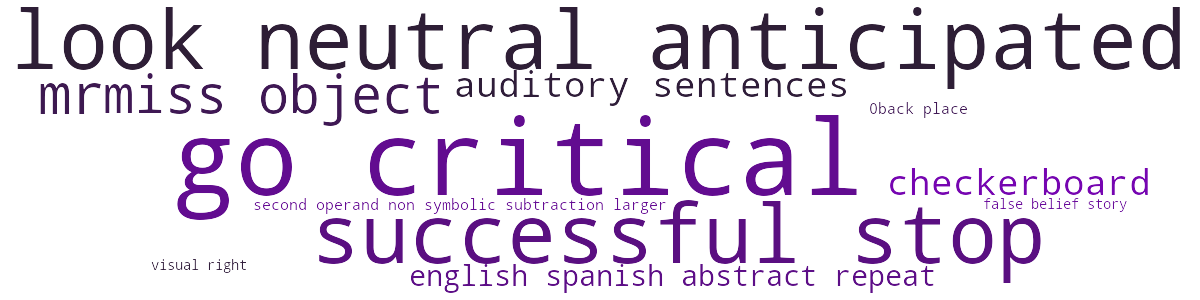 look neutral anticipated
mrmiss object
auditory sentences
0back place
go critical
checkerboard
second operand non symbolic subtraction larger
false belief story
successful stop
visual right
english spanish abstract repeat